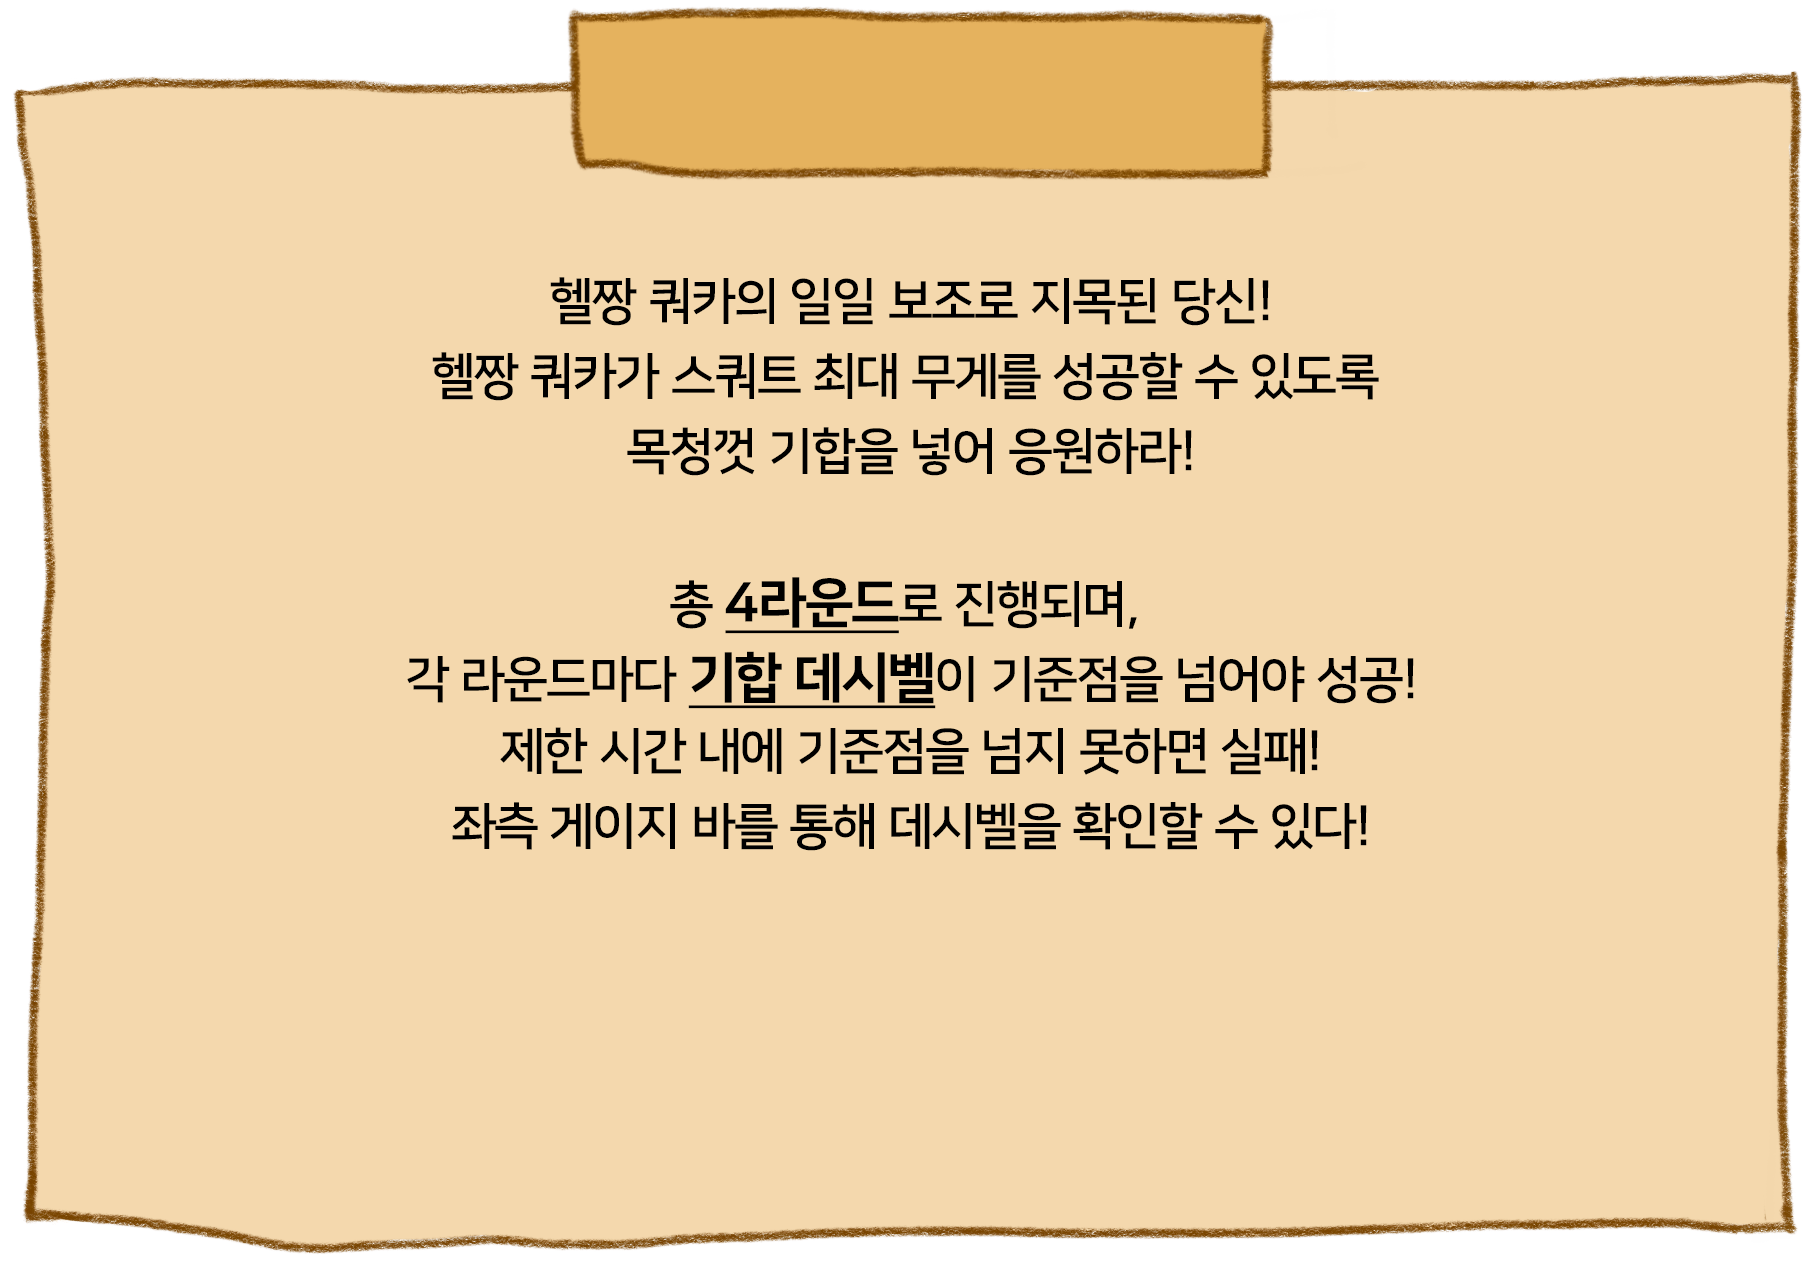 헬짱 쿼카의 일일 보조로 지목된 당신!
헬짱 쿼카가 스쿼트 최대 무게를 성공할 수 있도록
목청껏 기합을 넣어 응원하라!
총 4라운드로 진행되며,
각 라운드마다 기합 데시벨이 기준점을 넘어야 성공!
제한 시간 내에 기준점을 넘지 못하면 실패!
좌측 게이지 바를 통해 데시벨을 확인할 수 있다!